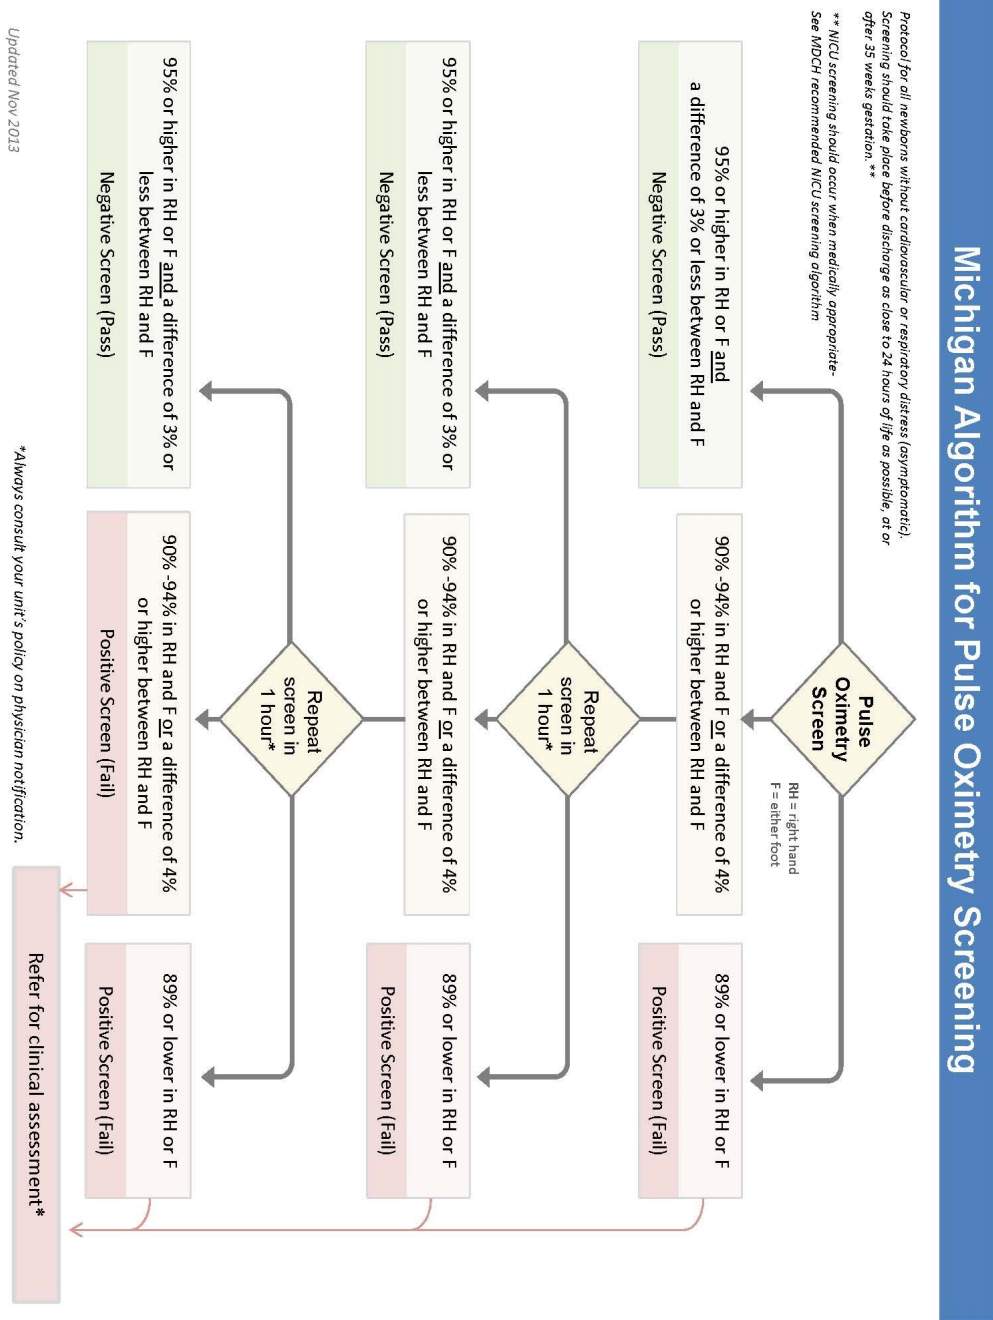 Michigan Algorithm for Pulse Oximetry Screening
Protocol for all newborns without cardiovascular or respiratory distress (asymptomatic).
Screening should take place before discharge as close to 24 hours of life as possible, at or
after 35 weeks gestation. **
** NICU screening should occur when medically appropriate-
See MDCH recommended NICU screening algorithm
Pulse
Oximetry
Screen
RH = right hand
F = either foot
95% or higher in RH or F and
a difference of 3% or less between RH and F
Negative Screen (Pass)
90% -94% in RH and F or a difference of 4%
or higher between RH and F
89% or lower in RH or F
Positive Screen (Fail)
Repeat
screen in
1 hour*
95% or higher in RH or F and a difference of 3% or
less between RH and F
Negative Screen (Pass)
90% -94% in RH and F or a difference of 4%
or higher between RH and F
89% or lower in RH or F
Positive Screen (Fail)
Repeat
screen in
1 hour*
95% or higher in RH or F and a difference of 3% or
less between RH and F
Negative Screen (Pass)
90% -94% in RH and F or a difference of 4%
or higher between RH and F
Positive Screen (Fail)
89% or lower in RH or F
Positive Screen (Fail)
Refer for clinical assessment*
*Always consult your unit's policy on physician notification.
Updated Nov 2013